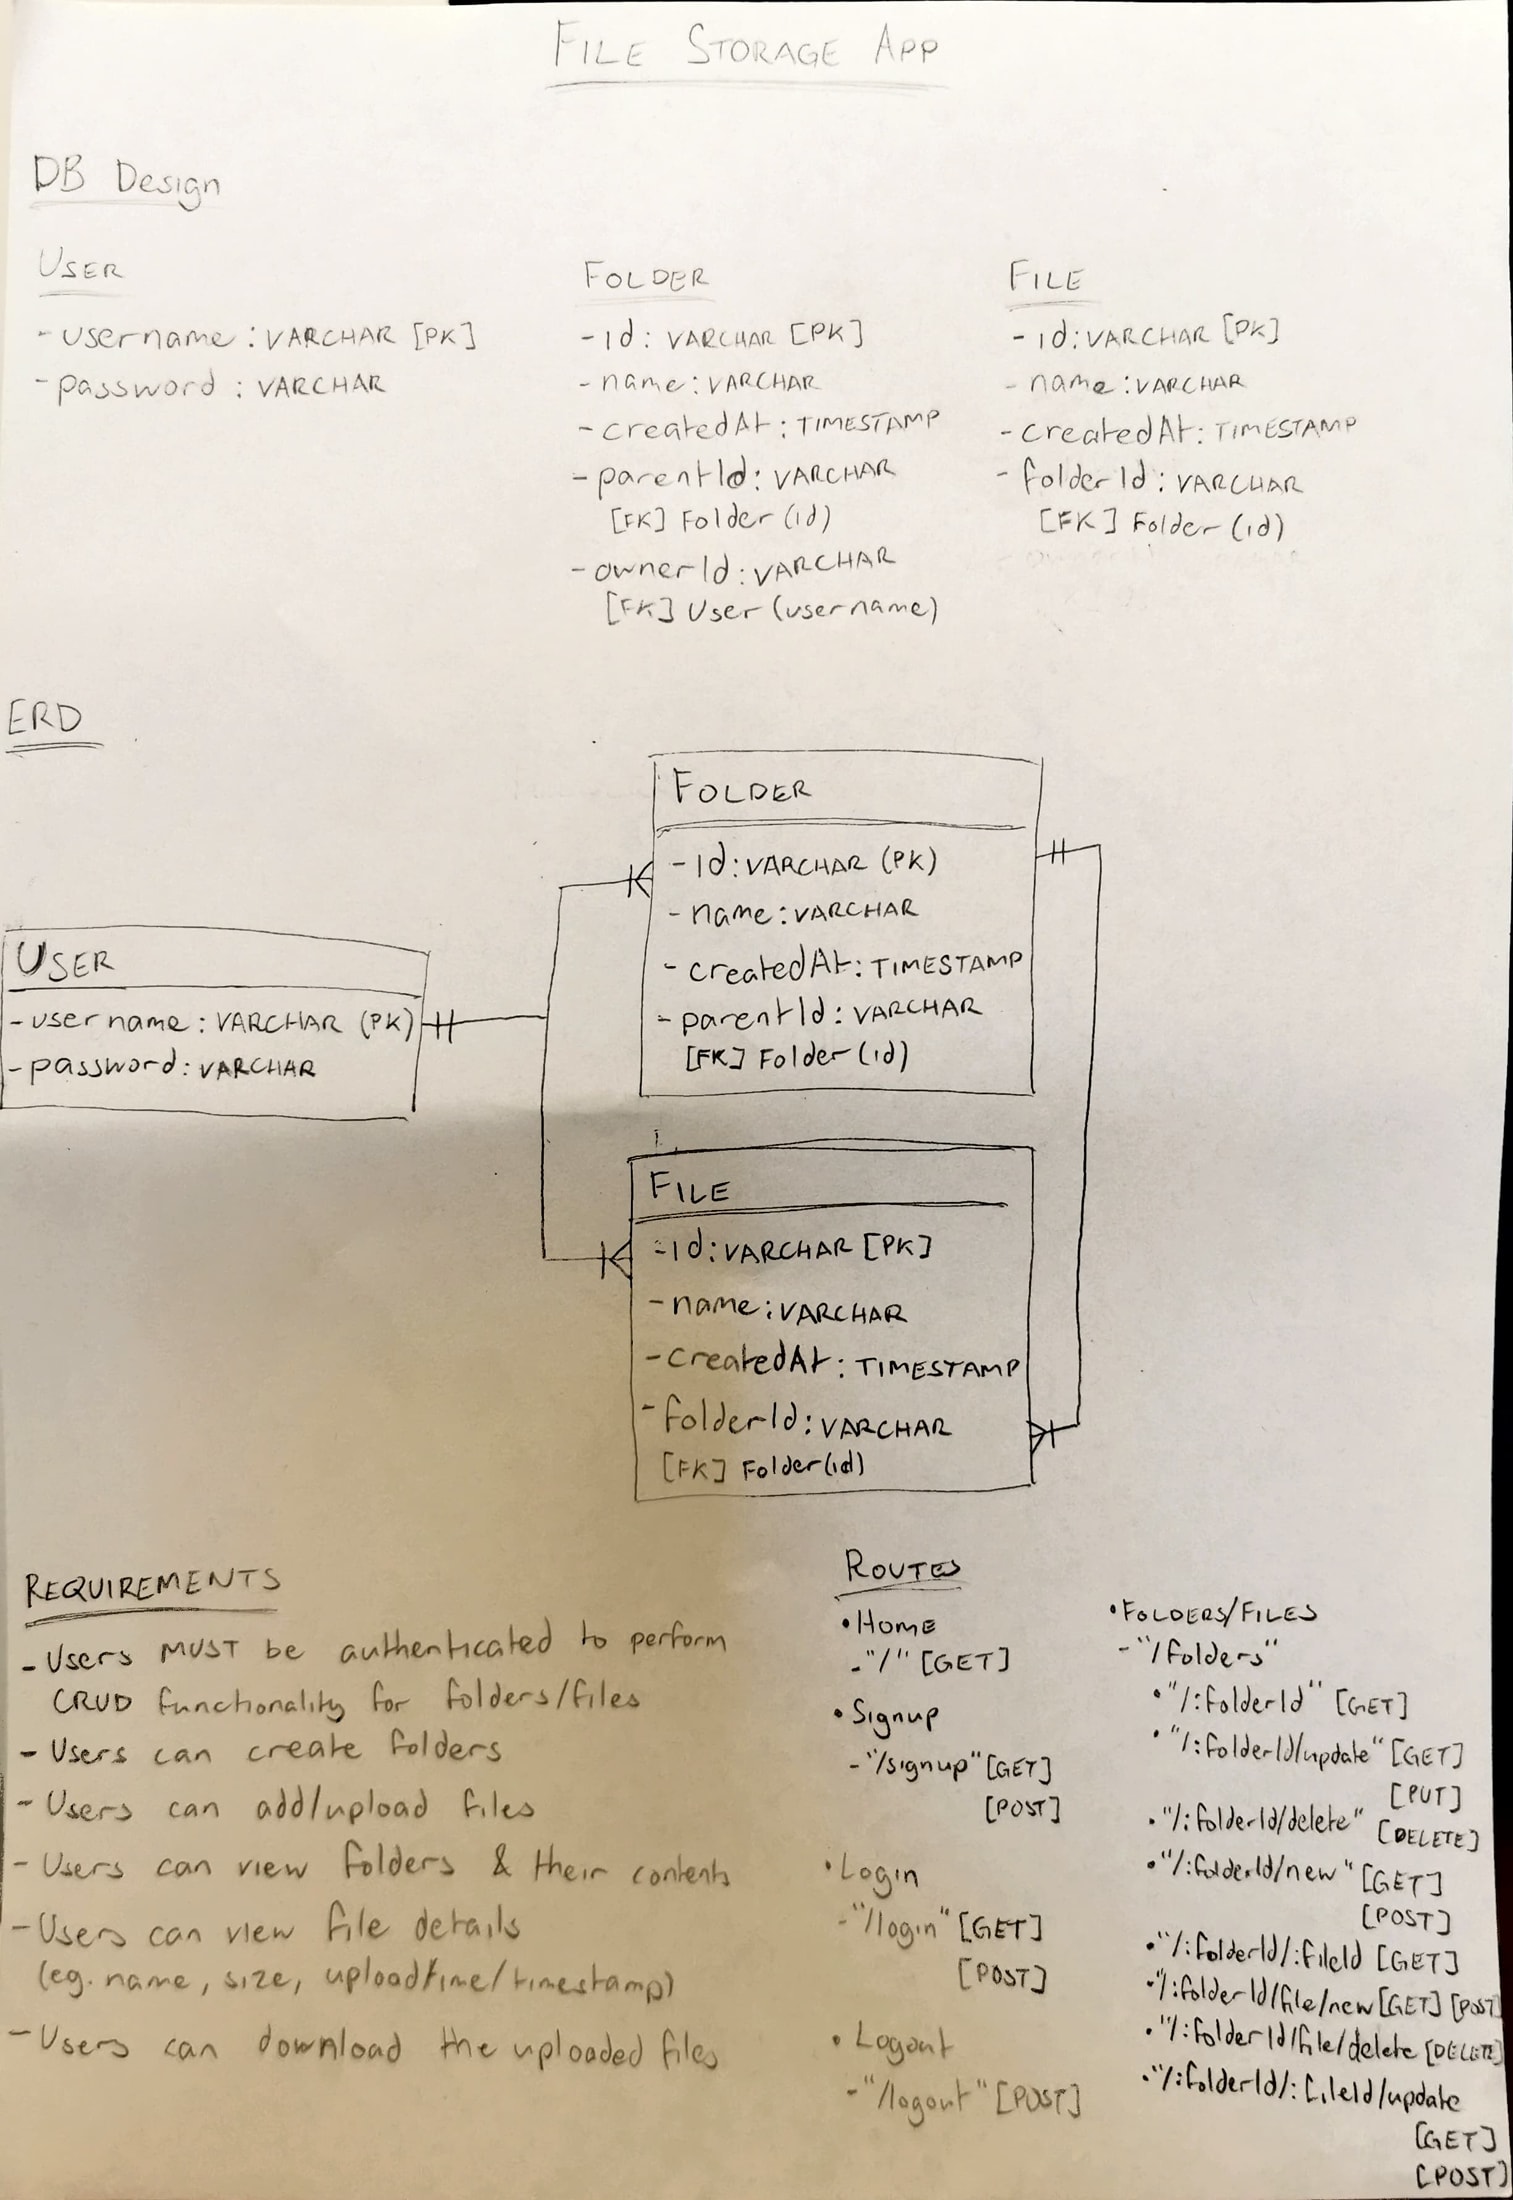 FILE STORAGE APP
DB Design
USER
- username : VARCHAR [PK]
- password : VARCHAR
FOLDER
- id : VARCHAR [PK]
- name : VARCHAR
- createdAt : TIMESTAMP
- parentId : VARCHAR
[FK] Folder (id)
- ownerId : VARCHAR
[FK] User (username)
FILE
- id : VARCHAR [PK]
- name : VARCHAR
- createdAt : TIMESTAMP
- folderId : VARCHAR
[FK] Folder (id)
ERD
USER
- username : VARCHAR (PK)
- password : VARCHAR
FOLDER
- id : VARCHAR (PK)
- name : VARCHAR
- createdAt : TIMESTAMP
- parentId : VARCHAR
[FK] Folder (id)
FILE
- id : VARCHAR [PK]
- name : VARCHAR
- createdAt : TIMESTAMP
- folderId : VARCHAR
[FK] Folder (id)
REQUIREMENTS
- Users MUST be authenticated to perform
CRUD functionality for folders/files
- Users can create folders
- Users can add/upload files
- Users can view folders & their contents
- Users can view file details
(eg. name, size, upload time/timestamp)
- Users can download the uploaded files
ROUTES
• HOME
- "/" [GET]
• Signup
- "/signup" [GET]
[POST]
• Login
- "/login" [GET]
[POST]
• Logout
- "/logout" [POST]
• FOLDERS/FILES
- "/folders"
• "/:folderId" [GET]
• "/:folderId/update" [GET]
[PUT]
• "/:folderId/delete" [DELETE]
• "/:folderId/new" [GET]
[POST]
• "/:folderId/:fileId [GET]
• "/:folderId/file/new [GET] [POST]
• "/:folderId/file/delete [DELETE]
• "/:folderId/:fileId/update
[GET]
[POST]